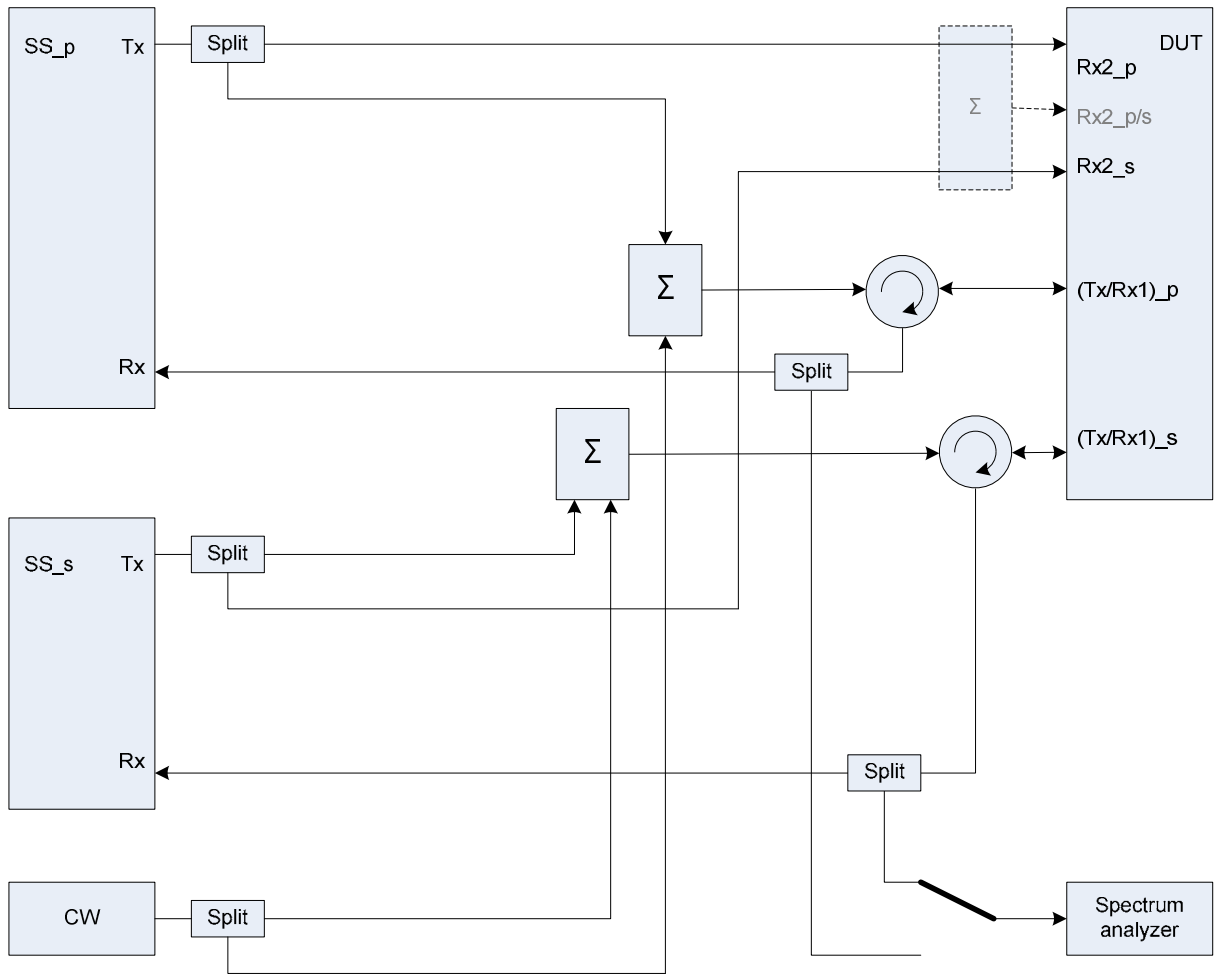 SS_p
Tx
Split
DUT
Rx2_p
Σ
Rx2_p/s
Rx2_s
Σ
(Tx/Rx1)_p
Rx
Split
Σ
(Tx/Rx1)_s
SS_s
Tx
Split
Rx
Split
CW
Split
Spectrum
analyzer